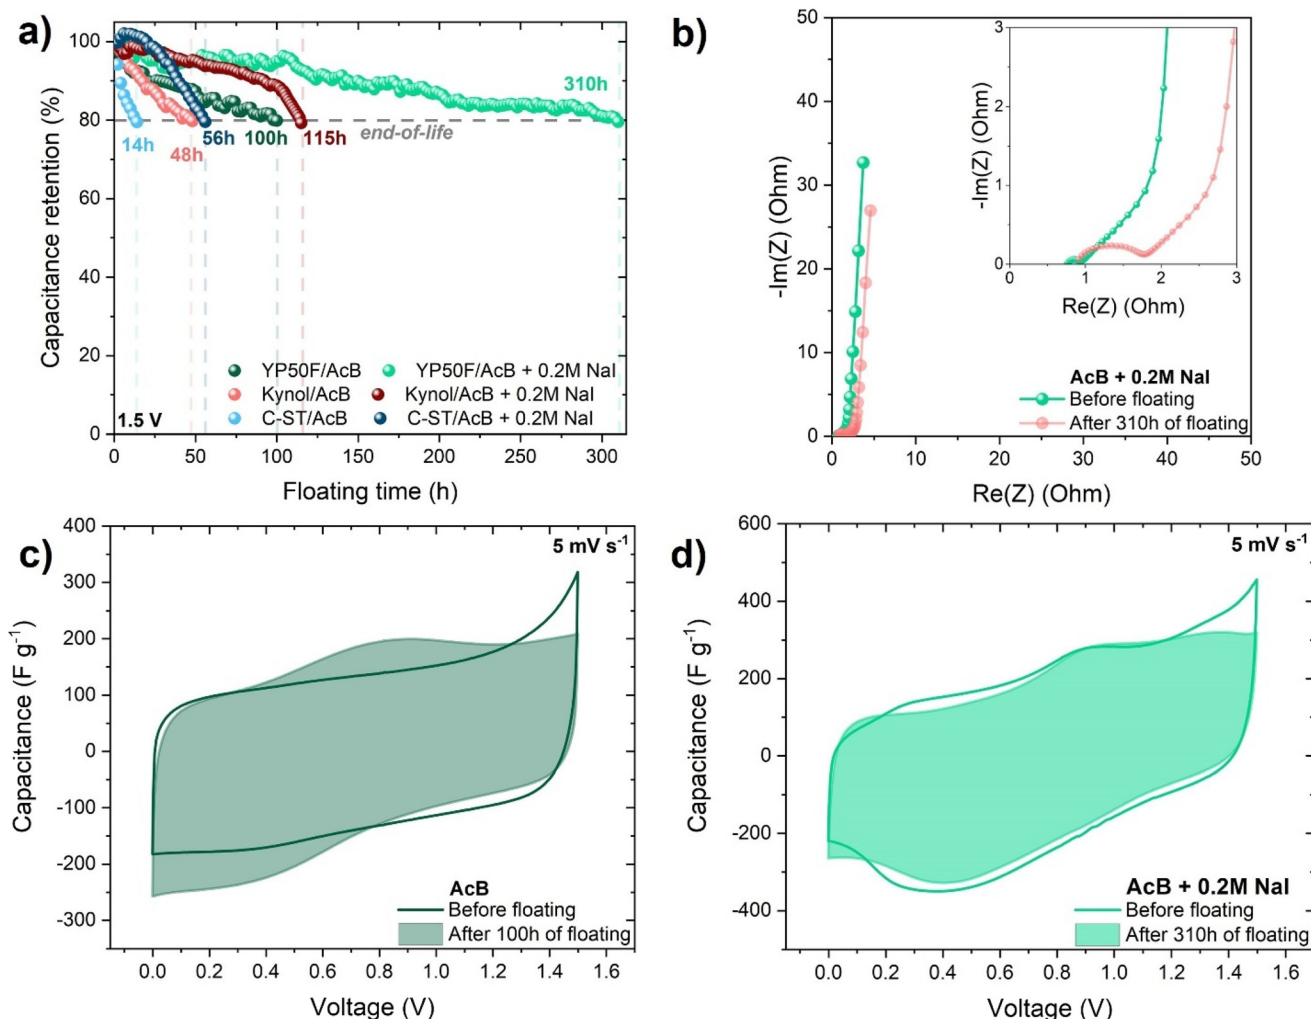 a)
Capacitance retention (%)
100
80
60
40
20
0
310h
end-of-life
14h
48h
56h
100h
115h
YP50F/AcB
YP50F/AcB + 0.2M NaI
Kynol/AcB
Kynol/AcB + 0.2M NaI
C-ST/AcB
C-ST/AcB + 0.2M NaI
1.5 V
0 50 100 150 200 250 300
Floating time (h)
b)
-Im(Z) (Ohm)
50
40
30
20
10
0
-Im(Z) (Ohm)
3
2
1
0
0 1 2 3
Re(Z) (Ohm)
AcB + 0.2M NaI
Before floating
After 310h of floating
0 10 20 30 40 50
Re(Z) (Ohm)
c)
Capacitance (F g⁻¹)
400
300
200
100
0
-100
-200
-300
5 mV s⁻¹
AcB
Before floating
After 100h of floating
0.0 0.2 0.4 0.6 0.8 1.0 1.2 1.4 1.6
Voltage (V)
d)
Capacitance (F g⁻¹)
600
400
200
0
-200
-400
5 mV s⁻¹
AcB + 0.2M NaI
Before floating
After 310h of floating
0.0 0.2 0.4 0.6 0.8 1.0 1.2 1.4 1.6
Voltage (V)